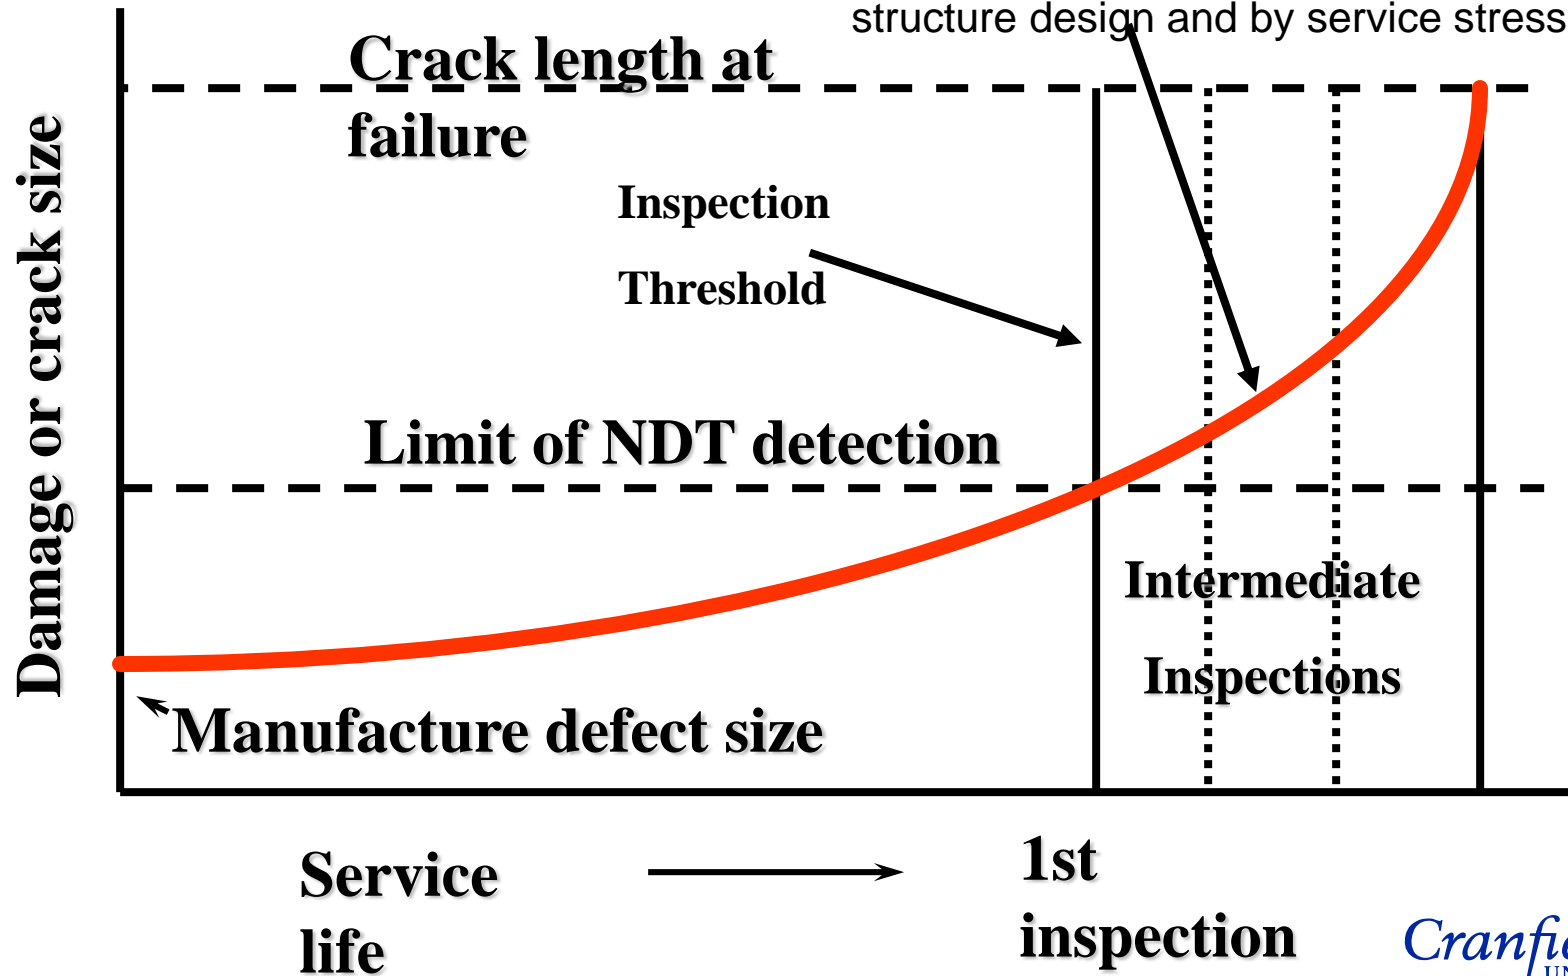 structure design and by service stress
Crack length at
failure
Inspection
Threshold
Limit of NDT detection
Intermediate
Inspections
Manufacture defect size
Damage or crack size
Service
life
1st
inspection